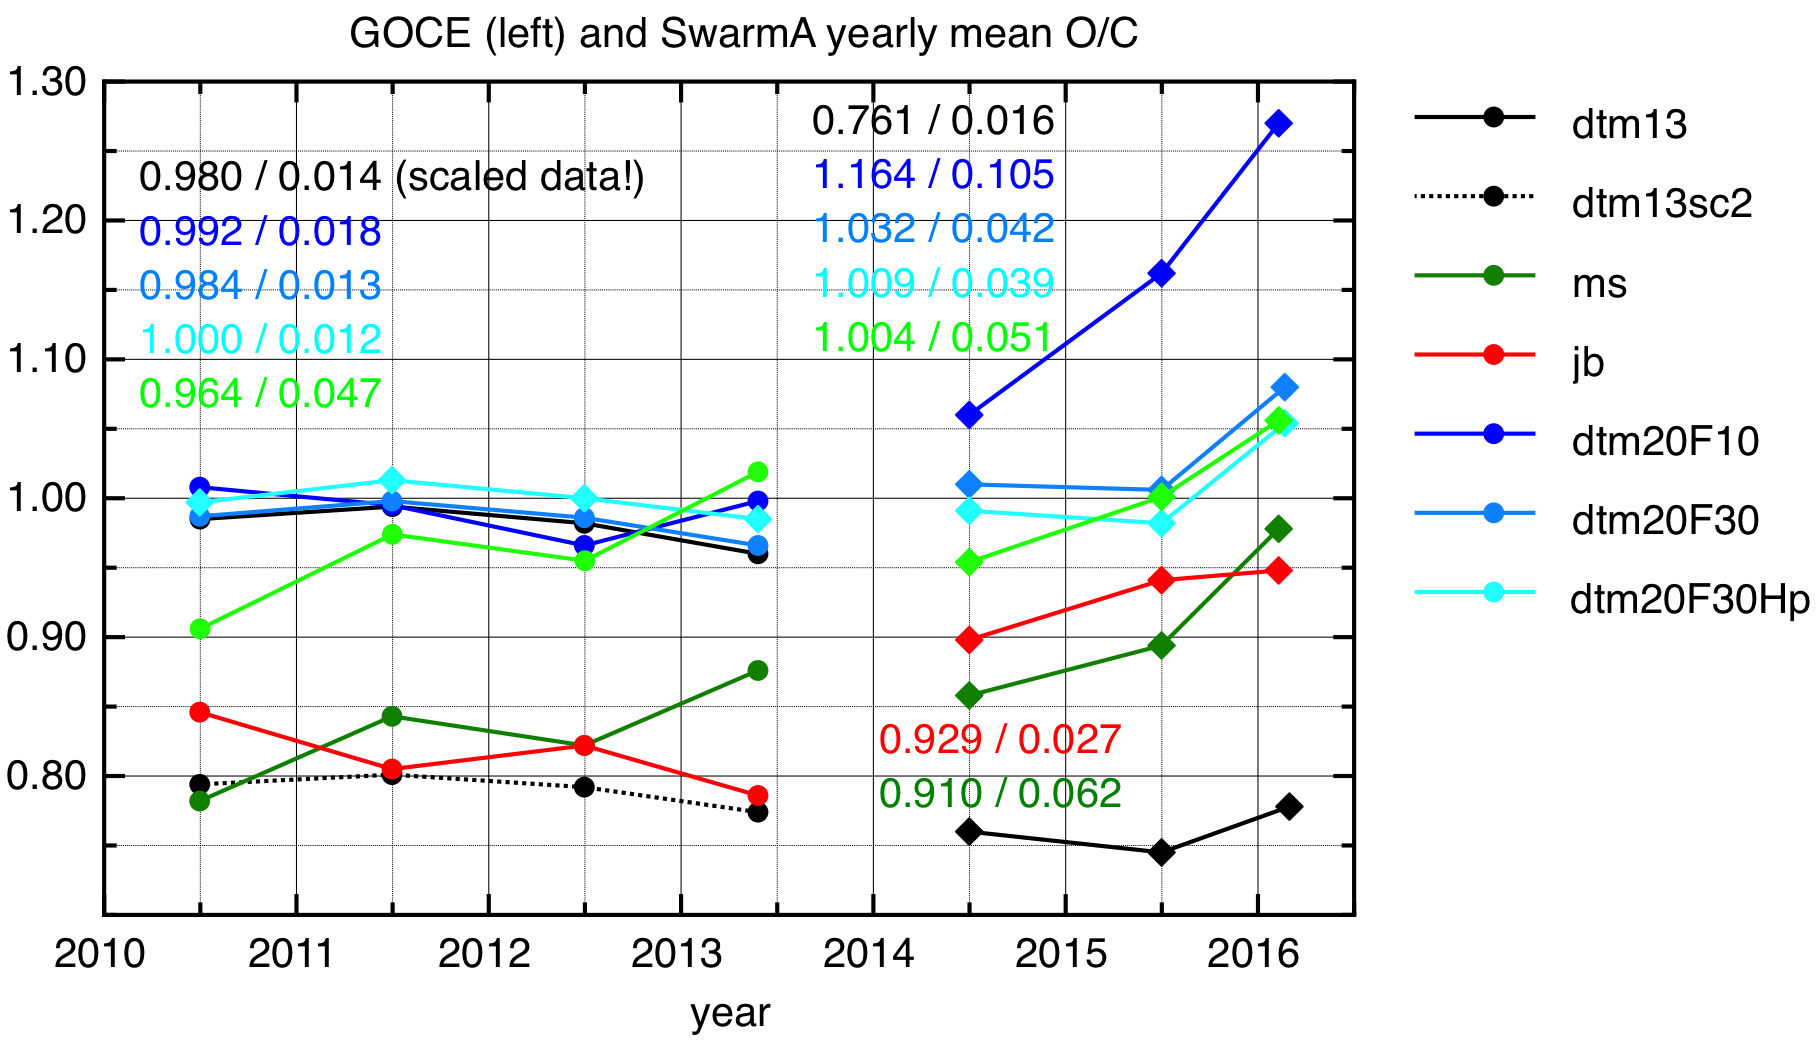 GOCE (left) and SwarmA yearly mean O/C
1.30
1.20
1.10
1.00
0.90
0.80
0.980 / 0.014 (scaled data!)
0.992 / 0.018
0.984 / 0.013
1.000 / 0.012
0.964 / 0.047
0.761 / 0.016
1.164 / 0.105
1.032 / 0.042
1.009 / 0.039
1.004 / 0.051
0.929 / 0.027
0.910 / 0.062
2010 2011 2012 2013 2014 2015 2016
year
dtm13
dtm13sc2
ms
jb
dtm20F10
dtm20F30
dtm20F30Hp